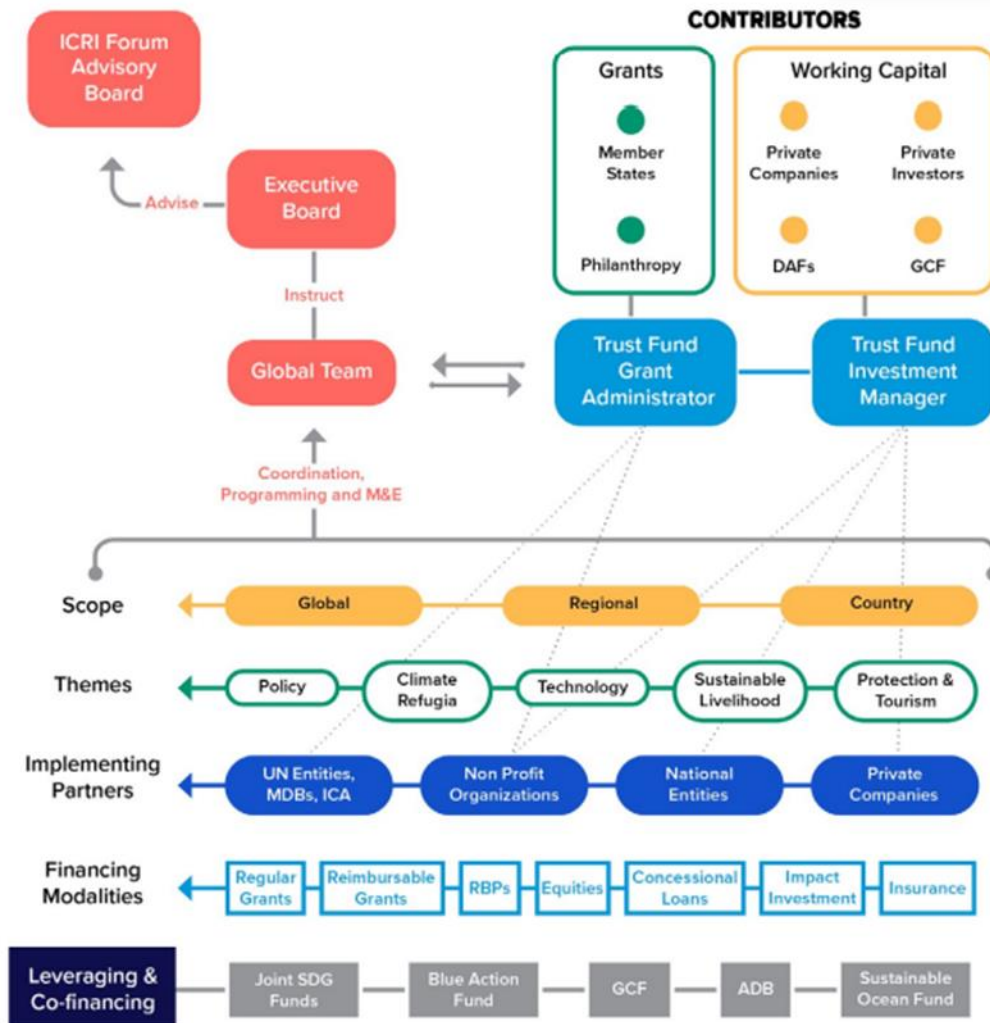 CONTRIBUTORS
ICRI Forum
Advisory
Board
Advise
Executive
Board
Instruct
Global Team
Coordination,
Programming and M&E
Grants
Member
States
Philanthropy
Working Capital
Private
Companies
Private
Investors
DAFs
GCF
Trust Fund
Grant
Administrator
Trust Fund
Investment
Manager
Scope
Global
Regional
Country
Themes
Policy
Climate
Refugia
Technology
Sustainable
Livelihood
Protection &
Tourism
Implementing
Partners
UN Entities,
MDBs, ICA
Non Profit
Organizations
National
Entities
Private
Companies
Financing
Modalities
Regular
Grants
Reimbursable
Grants
RBPs
Equities
Concessional
Loans
Impact
Investment
Insurance
Leveraging &
Co-financing
Joint SDG
Funds
Blue Action
Fund
GCF
ADB
Sustainable
Ocean Fund